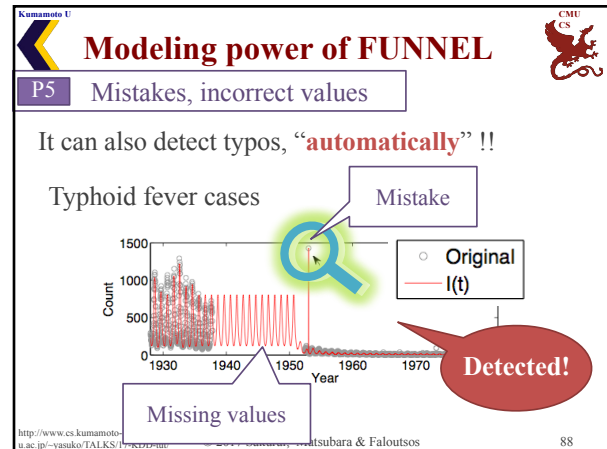 Kumamoto U
CMU
CS
Modeling power of FUNNEL
P5
Mistakes, incorrect values
It can also detect typos, “automatically” !!
Typhoid fever cases
Mistake
1500
1000
500
0
Count
1930
1940
1950
1960
1970
Year
Original
I(t)
Detected!
Missing values
http://www.cs.kumamoto-
u.ac.jp/~yasuko/TALKS/17-KDD-tut/
Matsubara & Faloutsos
88